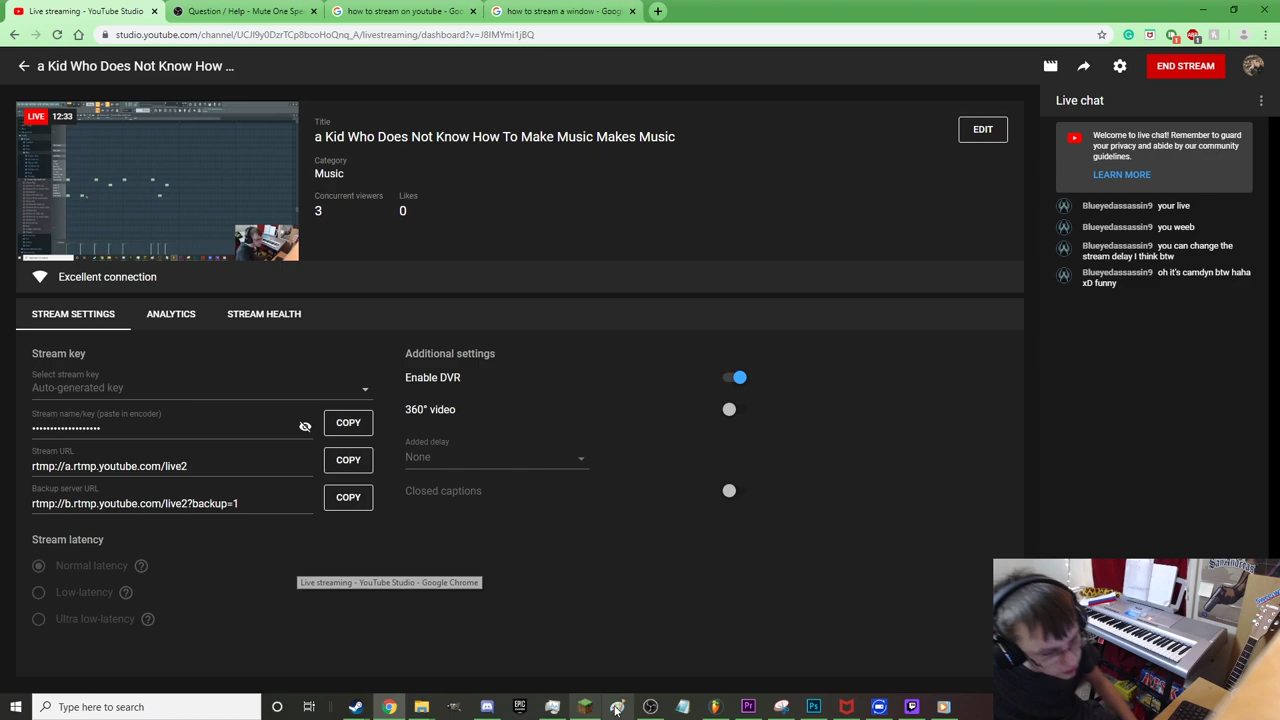 Live streaming - YouTube Studio
Question / Help - Mute One Spe
how to stream on youtube - Goo
how to stream a window - Google
studio.youtube.com/channel/UCJI9y0DzrTCp8bcoHoQnq_A/livestreaming/dashboard?v=J8IMYmi1jBQ
a Kid Who Does Not Know How ...
END STREAM
LIVE 12:33
Title
a Kid Who Does Not Know How To Make Music Makes Music
EDIT
Category
Music
Concurrent viewers
Likes
3
0
Excellent connection
STREAM SETTINGS
ANALYTICS
STREAM HEALTH
Stream key
Select stream key
Auto-generated key
Stream name/key (paste in encoder)
••••••••••••••••••
COPY
Stream URL
rtmp://a.rtmp.youtube.com/live2
COPY
Backup server URL
rtmp://b.rtmp.youtube.com/live2?backup=1
COPY
Stream latency
Normal latency
Low-latency
Ultra low-latency
Additional settings
Enable DVR
360° video
Added delay
None
Closed captions
Live streaming - YouTube Studio - Google Chrome
Live chat
Welcome to live chat! Remember to guard
your privacy and abide by our community
guidelines.
LEARN MORE
Blueyedassassin9 your live
Blueyedassassin9 you weeb
Blueyedassassin9 you can change the
stream delay I think btw
Blueyedassassin9 oh it's camdyn btw haha
xD funny
Type here to search